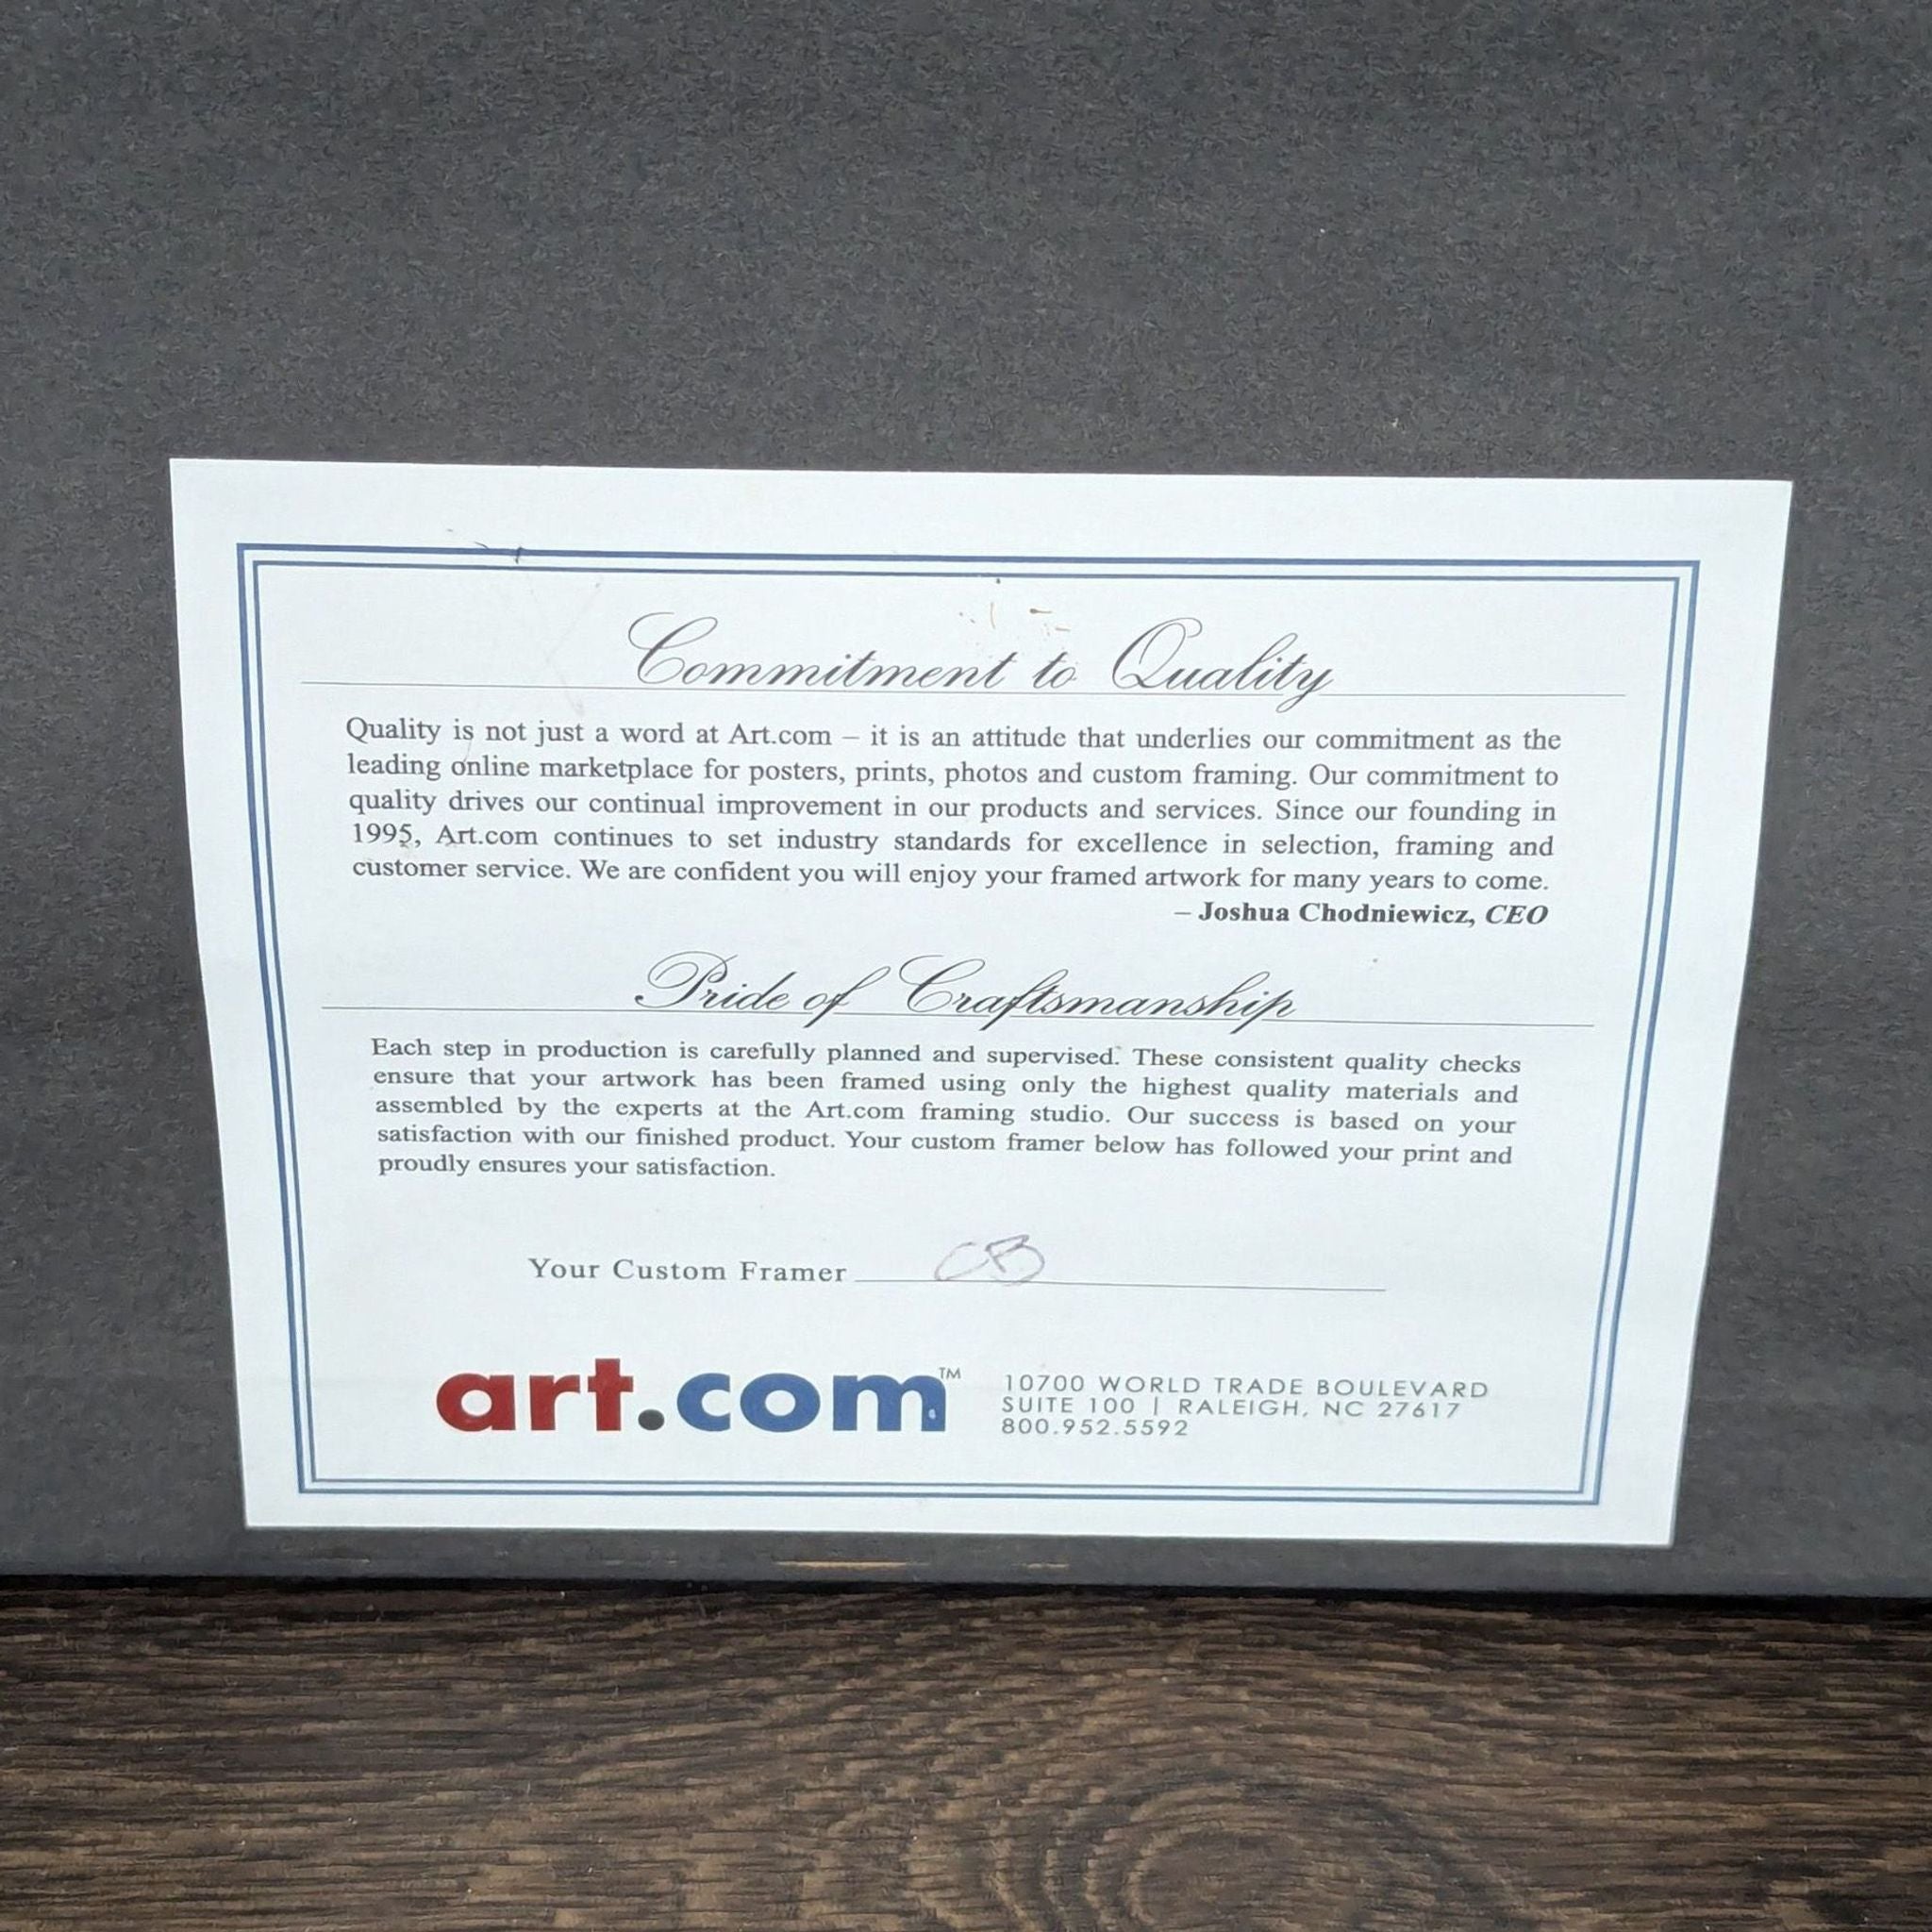 Commitment to Quality
Quality is not just a word at Art.com – it is an attitude that underlies our commitment as the
leading online marketplace for posters, prints, photos and custom framing. Our commitment to
quality drives our continual improvement in our products and services. Since our founding in
1995, Art.com continues to set industry standards for excellence in selection, framing and
customer service. We are confident you will enjoy your framed artwork for many years to come.
– Joshua Chodniewicz, CEO
Pride of Craftsmanship
Each step in production is carefully planned and supervised. These consistent quality checks
ensure that your artwork has been framed using only the highest quality materials and
assembled by the experts at the Art.com framing studio. Our success is based on your
satisfaction with our finished product. Your custom framer below has followed your print and
proudly ensures your satisfaction.
Your Custom Framer CB
art.com™
10700 WORLD TRADE BOULEVARD
SUITE 100 | RALEIGH, NC 27617
800.952.5592